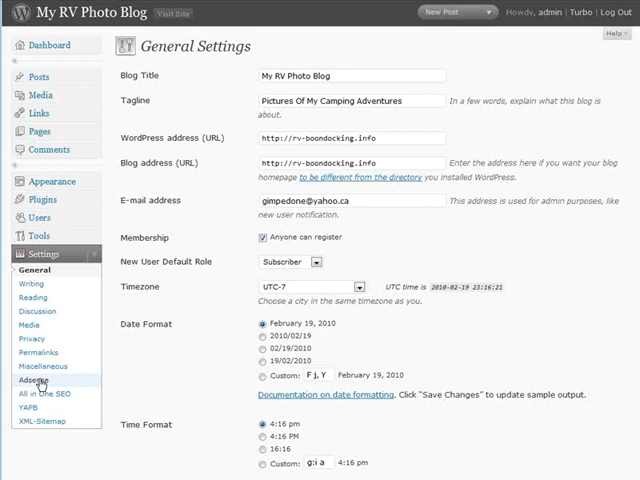 My RV Photo Blog Visit Site New Post Howdy, admin | Turbo | Log Out
Help
Dashboard
Posts
Media
Links
Pages
Comments
Appearance
Plugins
Users
Tools
Settings
General
Writing
Reading
Discussion
Media
Privacy
Permalinks
Miscellaneous
Adsense
All in One SEO
YAPB
XML-Sitemap
General Settings
Blog Title My RV Photo Blog
Tagline Pictures Of My Camping Adventures In a few words, explain what this blog is
about.
WordPress address (URL) http://rv-boondocking.info
Blog address (URL) http://rv-boondocking.info Enter the address here if you want your blog
homepage to be different from the directory you installed WordPress.
E-mail address gimpedone@yahoo.ca This address is used for admin purposes, like
new user notification.
Membership Anyone can register
New User Default Role Subscriber
Timezone UTC-7 UTC time is 2010-02-19 23:16:21
Choose a city in the same timezone as you.
Date Format February 19, 2010
2010/02/19
02/19/2010
19/02/2010
Custom: F j, Y February 19, 2010
Documentation on date formatting. Click “Save Changes” to update sample output.
Time Format 4:16 pm
4:16 PM
16:16
Custom: g:i a 4:16 pm